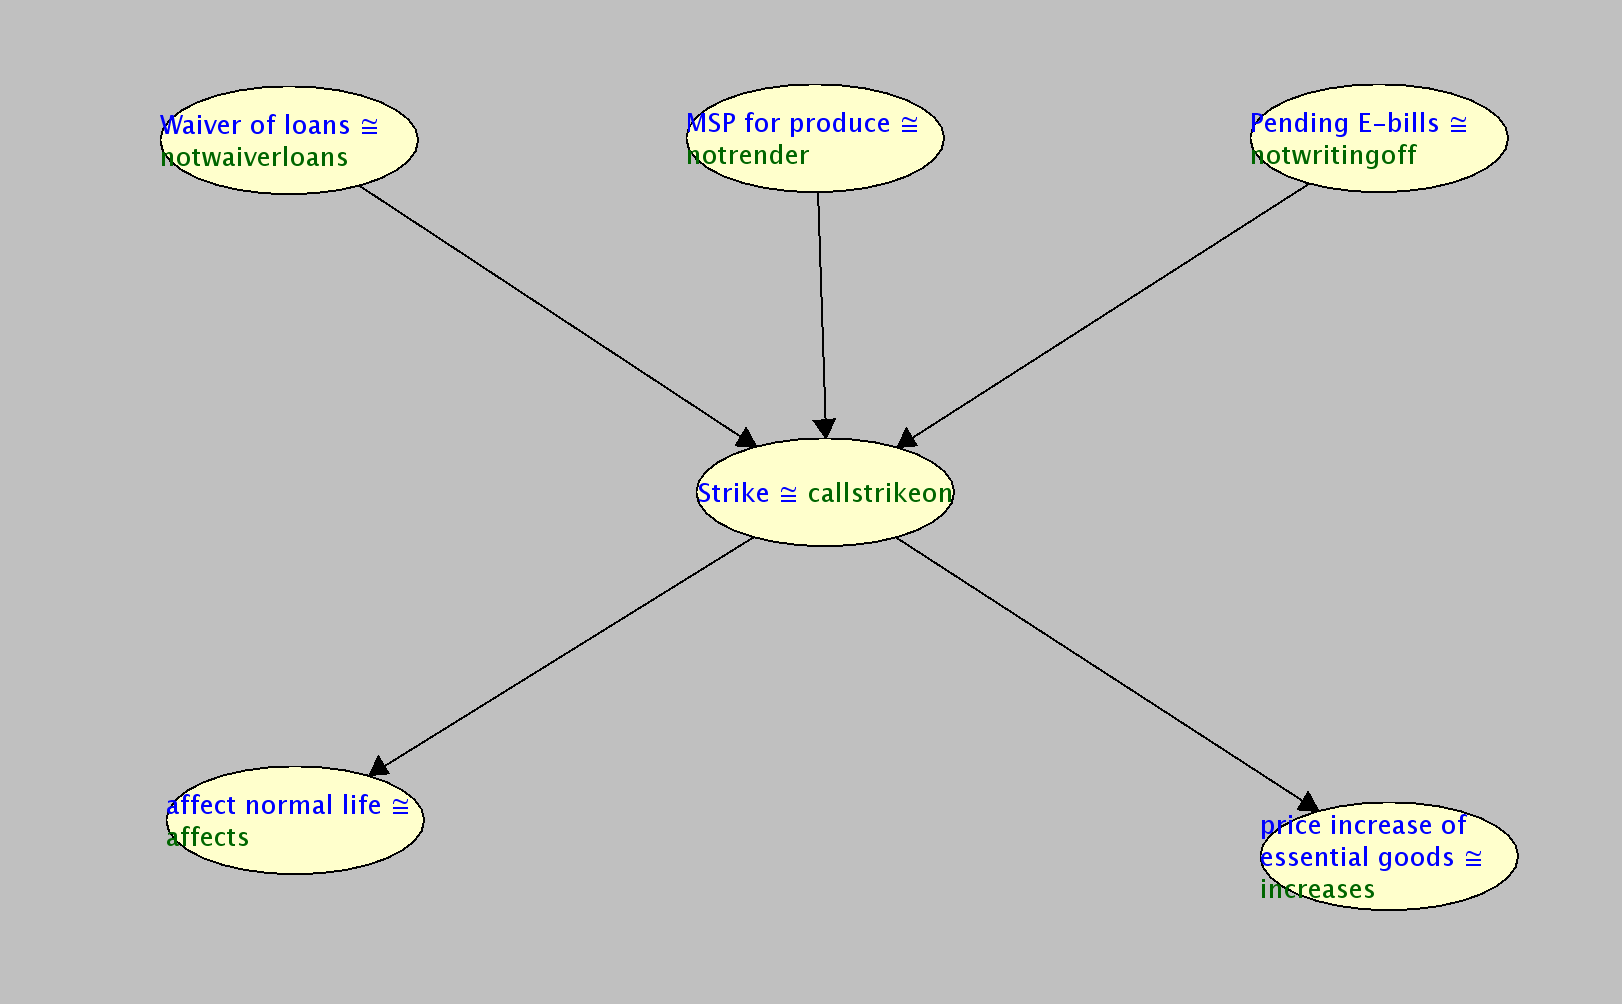 Waiver of loans ≅
notwaiverloans
MSP for produce ≅
notrender
Pending E-bills ≅
notwritingoff
Strike ≅ callstrikeon
affect normal life ≅
affects
price increase of
essential goods ≅
increases